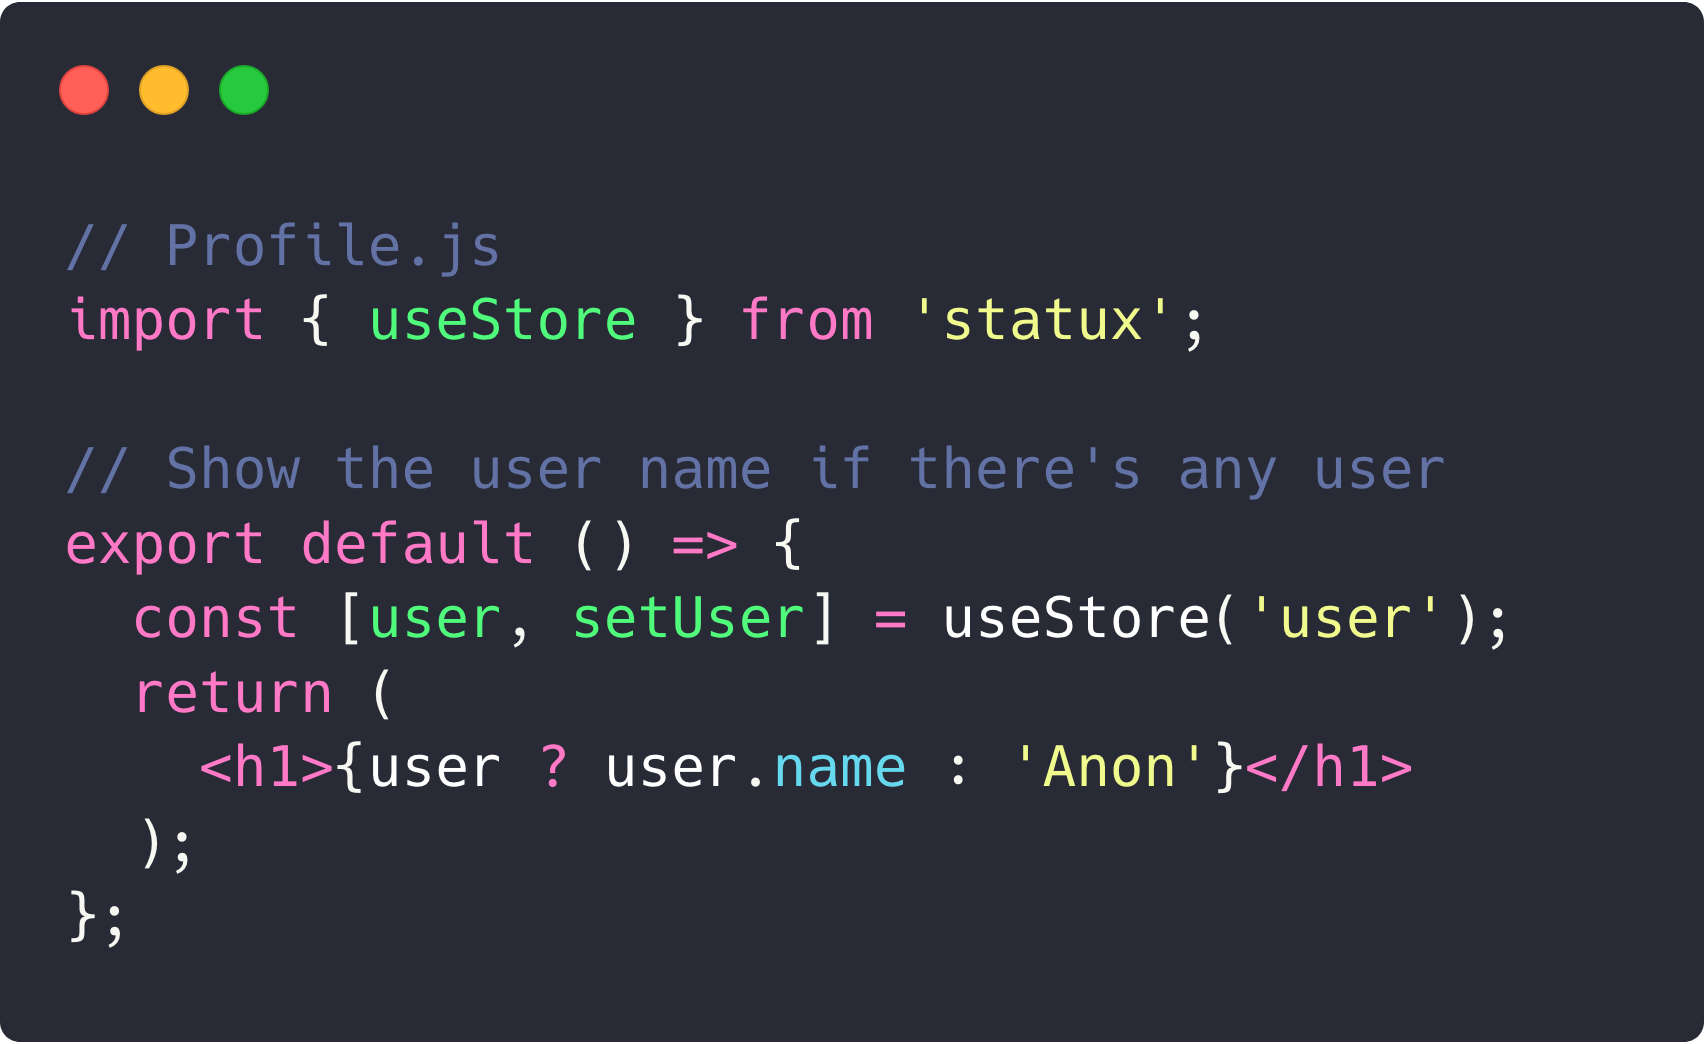 // Profile.js
import { useStore } from 'statux';

// Show the user name if there's any user
export default () => {
  const [user, setUser] = useStore('user');
  return (
    <h1>{user ? user.name : 'Anon'}</h1>
  );
};